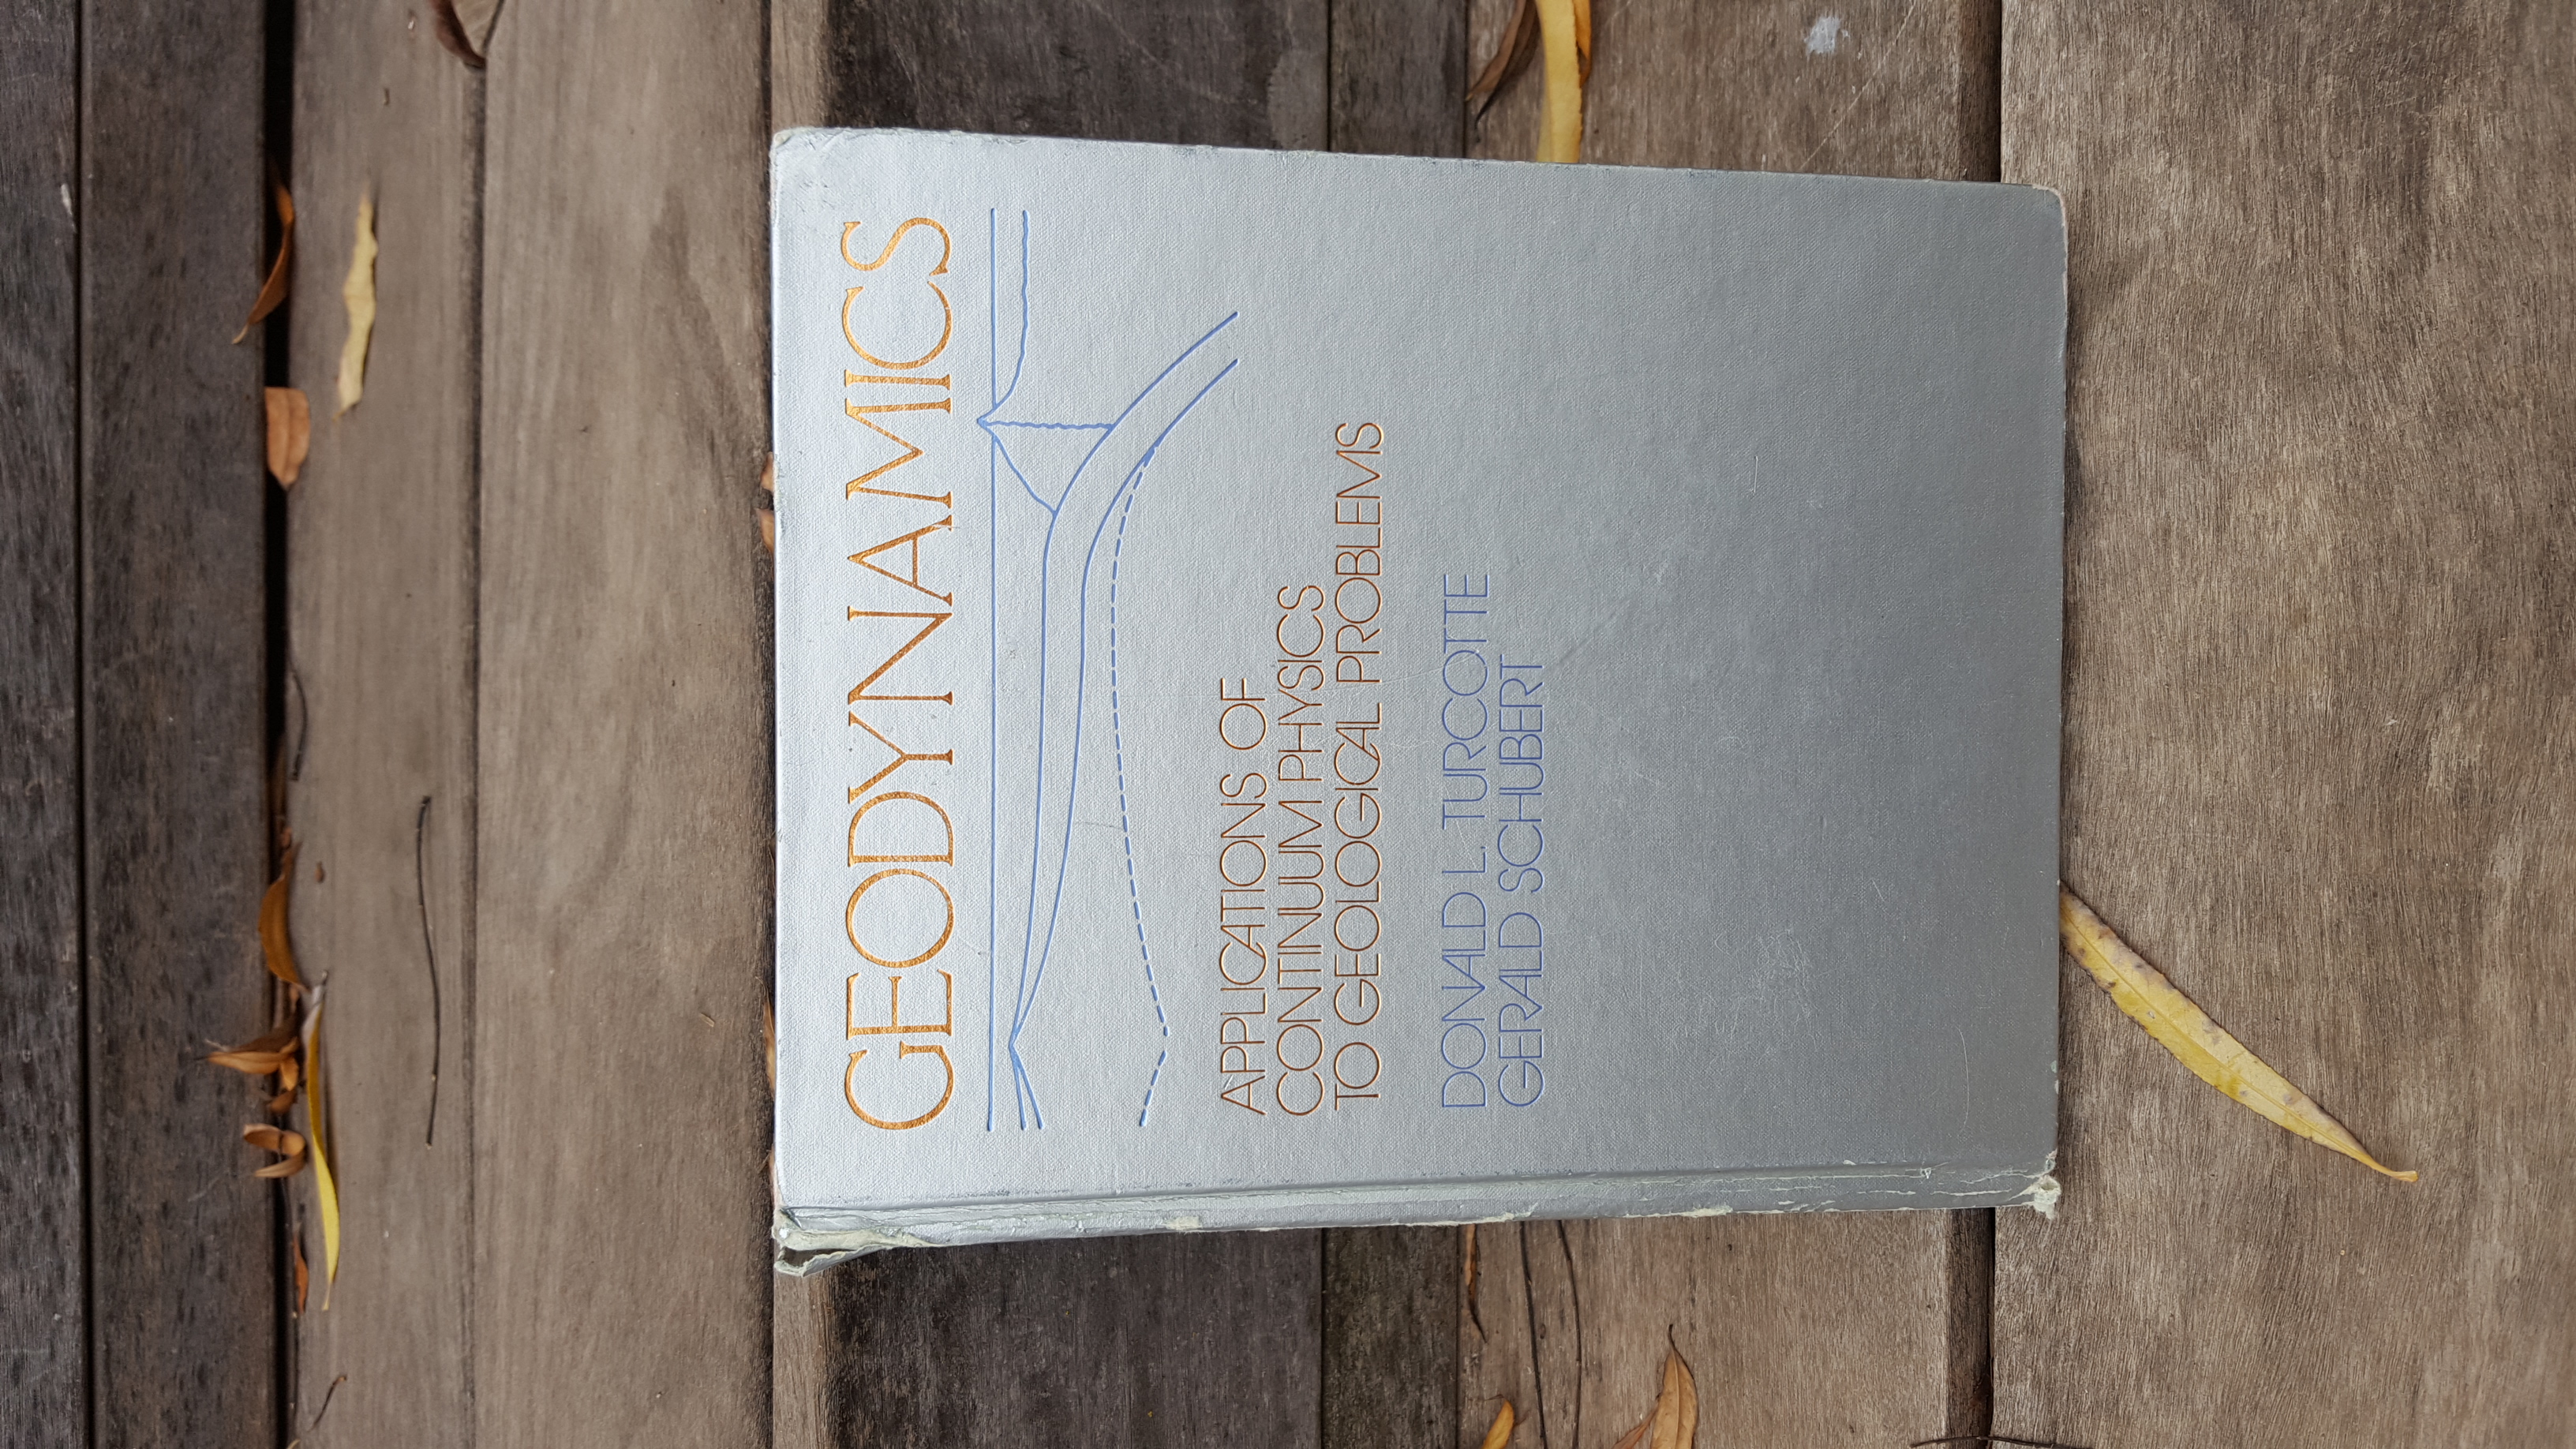 GEODYNAMICS
APPLICATIONS OF
CONTINUUM PHYSICS
TO GEOLOGICAL PROBLEMS
DONALD L. TURCOTTE
GERALD SCHUBERT